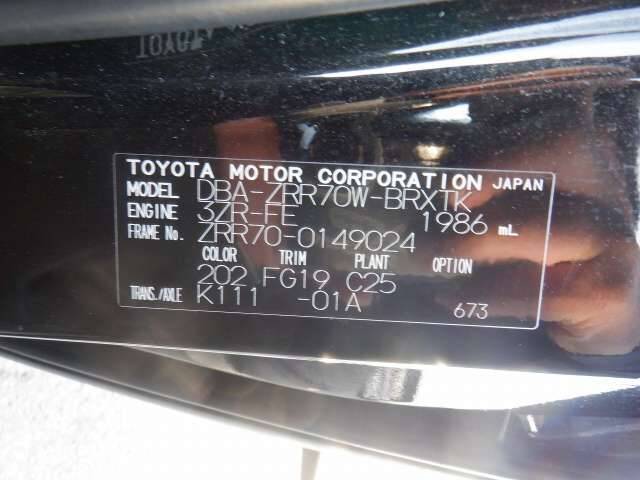 TOYOTA MOTOR CORPORATION JAPAN
MODEL DBA-ZRR70W-BRXTK
ENGINE 3ZR-FE 1986 mL
FRAME No. ZRR70-0149024
COLOR TRIM PLANT OPTION
202 FG19 C25
TRANS./AXLE K111 -01A 673